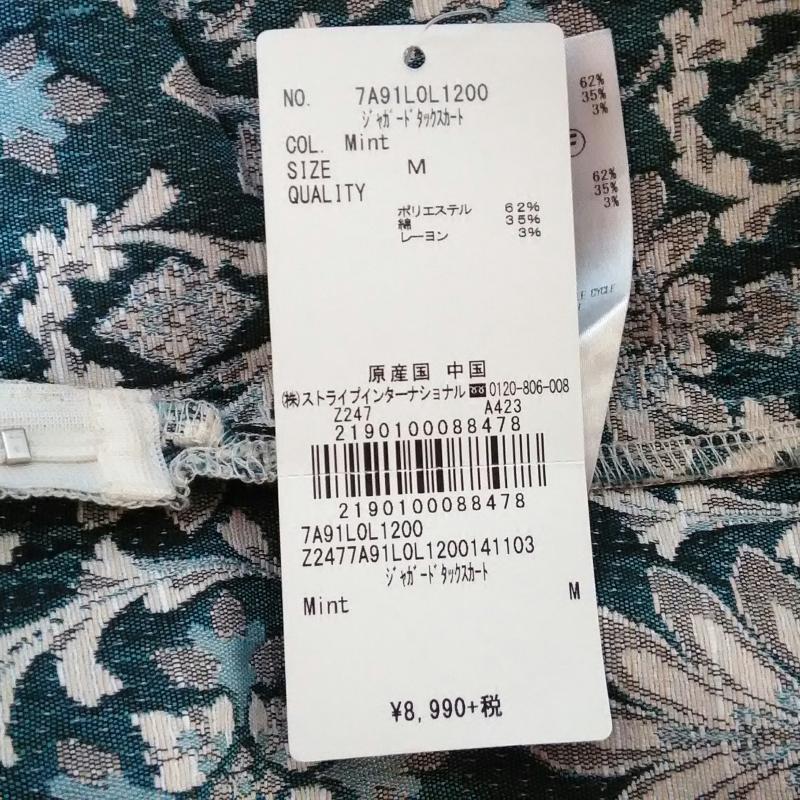 NO. 7A91L0L1200
ｼﾞｬｶﾞｰﾄﾞﾀｯｸｽｶｰﾄ
COL. Mint
SIZE M
QUALITY
ポリエステル 62%
綿 35%
レーヨン 3%
原産国 中国
㈱ストライプインターナショナル 0120-806-008
Z247 A423
2190100088478
2190100088478
7A91L0L1200
Z2477A91L0L1200141103
ｼﾞｬｶﾞｰﾄﾞﾀｯｸｽｶｰﾄ
Mint M
¥8,990+税
62%
35%
3%
62%
35%
3%
CYCLE